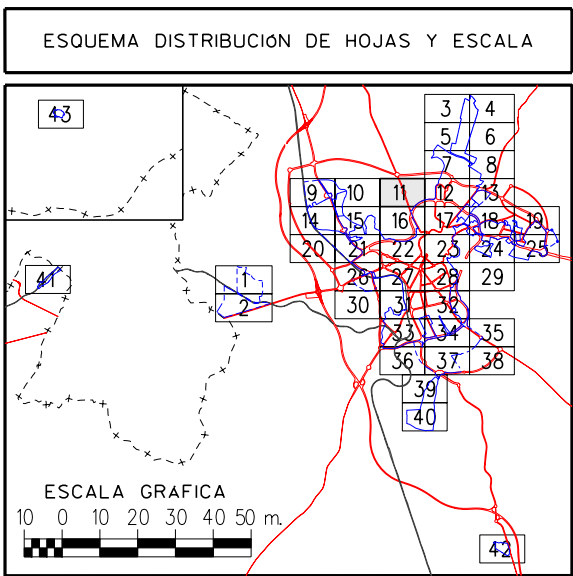 ESQUEMA DISTRIBUCIóN DE HOJAS Y ESCALA
43
3 4
5 6
7 8
9 10 11 12 13
14 15 16 17 18 19
20 21 22 23 24 25
41 1 26 27 28 29
2 30 31 32
33 34 35
36 37 38
39
40
ESCALA GRÁFICA
10 0 10 20 30 40 50 m.
42